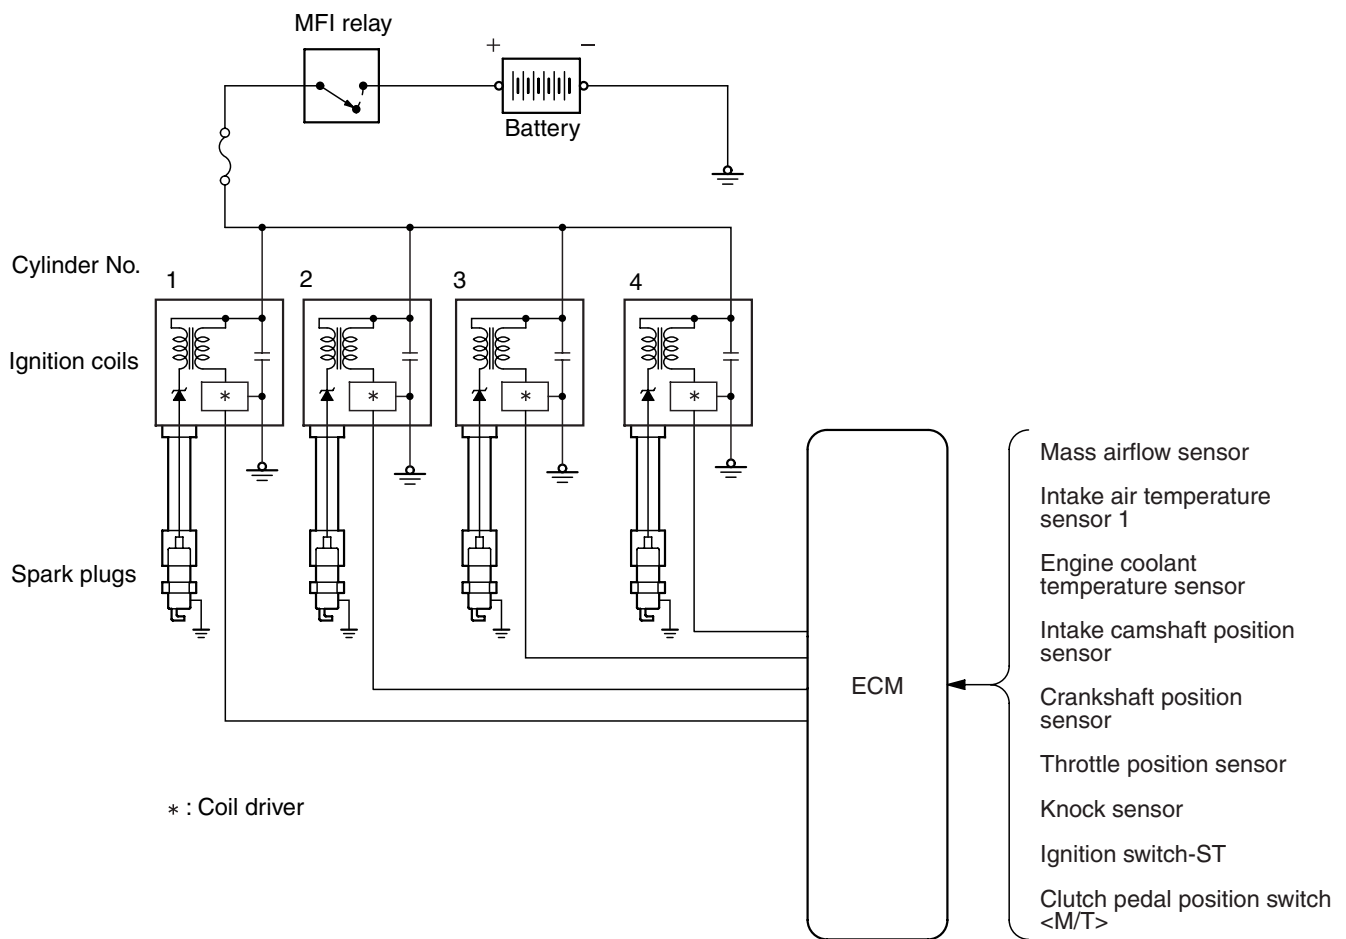 MFI relay
+ −
Battery
Cylinder No.
1 2 3 4
Ignition coils
* * * *
Spark plugs
ECM
Mass airflow sensor
Intake air temperature
sensor 1
Engine coolant
temperature sensor
Intake camshaft position
sensor
Crankshaft position
sensor
Throttle position sensor
Knock sensor
Ignition switch-ST
Clutch pedal position switch
<M/T>
* : Coil driver